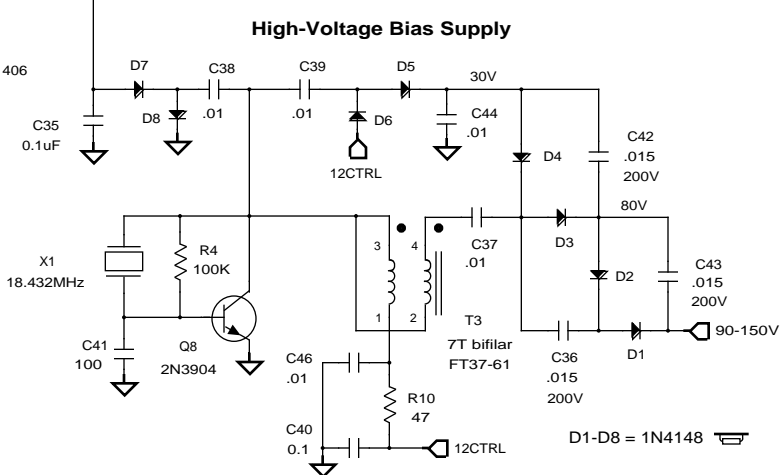 High-Voltage Bias Supply
406
D7
C38
C39
D5
30V
C35
0.1uF
D8
.01
.01
D6
12CTRL
C44
.01
D4
C42
.015
200V
80V
X1
18.432MHz
R4
100K
3
4
C37
.01
D3
D2
C43
.015
200V
1
2
T3
7T bifilar
FT37-61
C41
100
Q8
2N3904
C46
.01
C36
.015
200V
D1
90-150V
R10
47
C40
0.1
12CTRL
D1-D8 = 1N4148